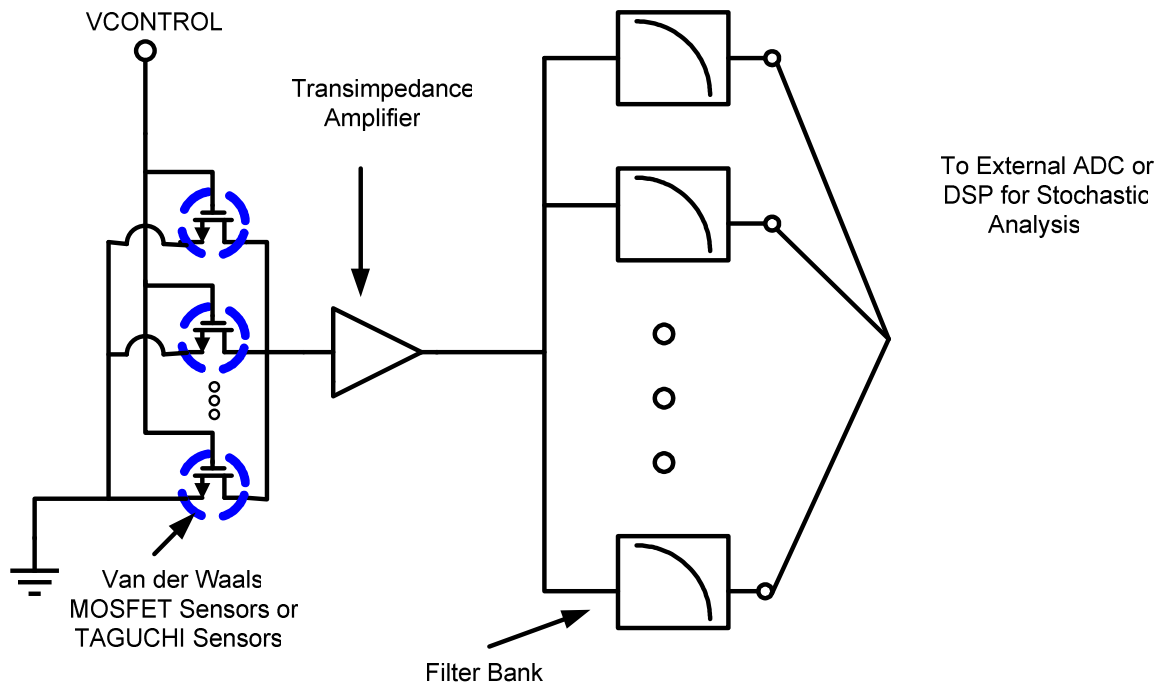 VCONTROL
Transimpedance
Amplifier
To External ADC or
DSP for Stochastic
Analysis
Van der Waals
MOSFET Sensors or
TAGUCHI Sensors
Filter Bank